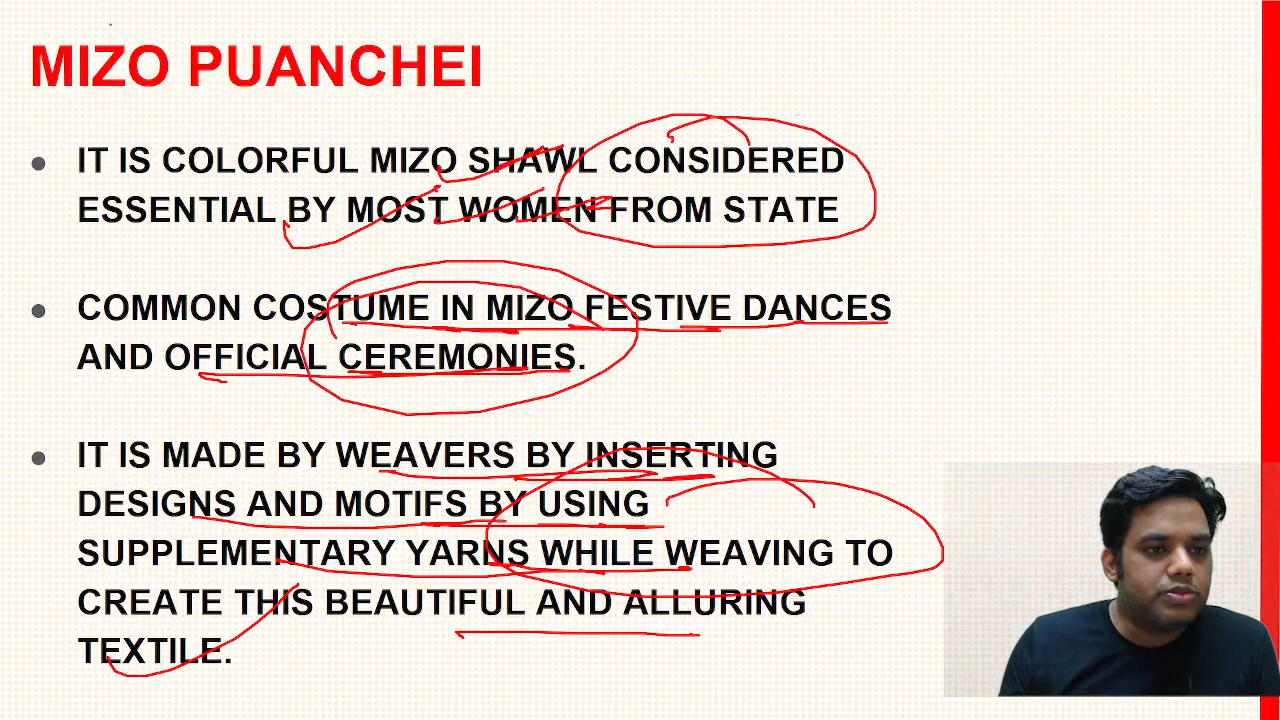 MIZO PUANCHEI
IT IS COLORFUL MIZO SHAWL CONSIDERED
ESSENTIAL BY MOST WOMEN FROM STATE
COMMON COSTUME IN MIZO FESTIVE DANCES
AND OFFICIAL CEREMONIES.
IT IS MADE BY WEAVERS BY INSERTING
DESIGNS AND MOTIFS BY USING
SUPPLEMENTARY YARNS WHILE WEAVING TO
CREATE THIS BEAUTIFUL AND ALLURING
TEXTILE.